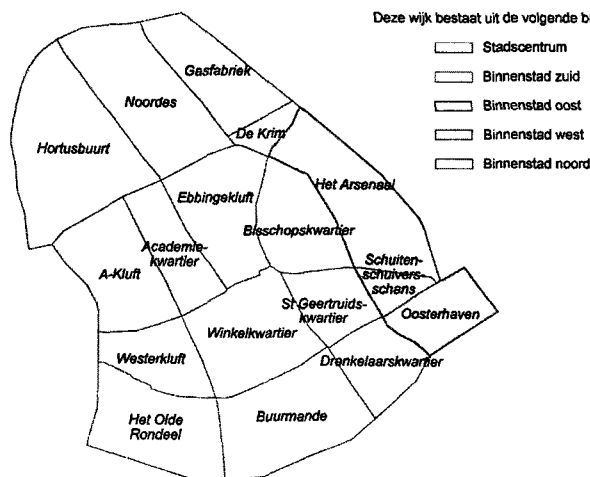 Deze wijk bestaat uit de volgende b
Stadscentrum
Binnenstad zuid
Binnenstad oost
Binnenstad west
Binnenstad noord
Gasfabriek
Noordes
De Krim
Hortusbuurt
Het Arsenaal
Ebbingekluft
Bisschopskwartier
Academie-
kwartier
A-Kluft
Schuiten-
schuivers-
schans
St Geertruids-
kwartier
Oosterhaven
Winkelkwartier
Westerkluft
Drenkelaarskwartier
Buurmande
Het Olde
Rondeel